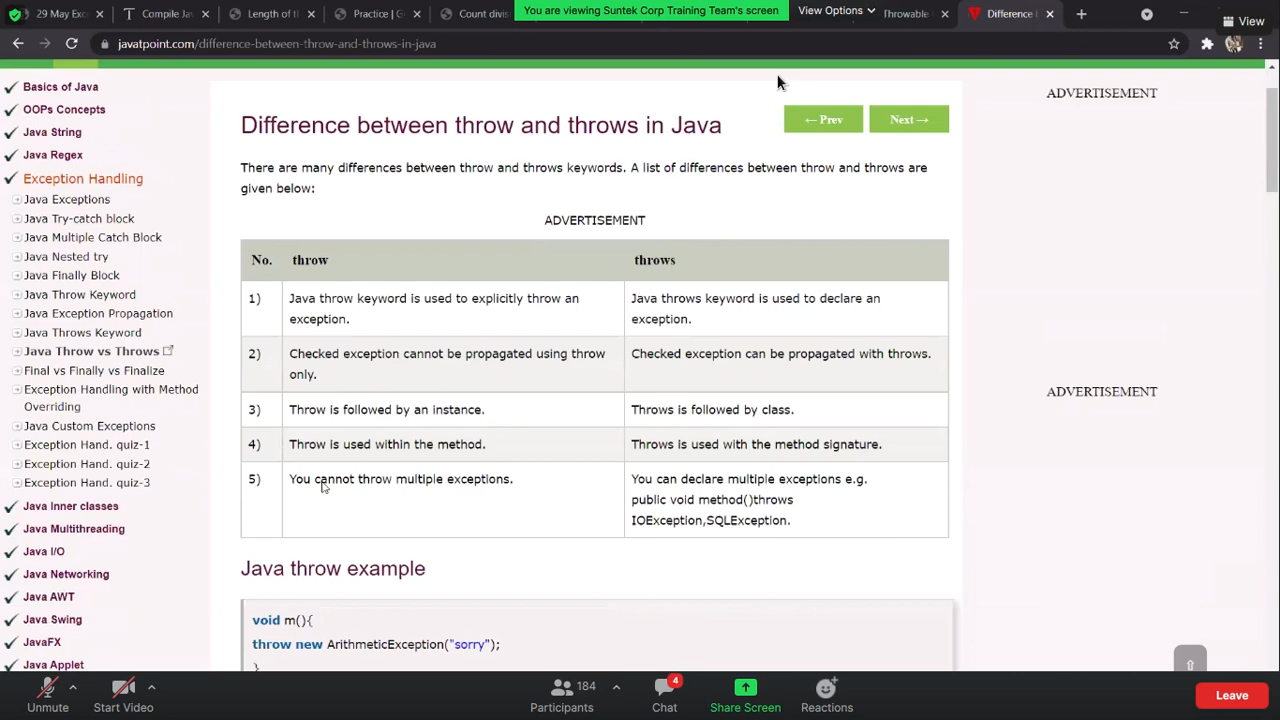 29 May Exc
Compile Jav
Length of th
Practice | G
Count divis
You are viewing Suntek Corp Training Team's screen
View Options
Throwable c
Difference b
View
javatpoint.com/difference-between-throw-and-throws-in-java
Basics of Java
OOPs Concepts
Java String
Java Regex
Exception Handling
Java Exceptions
Java Try-catch block
Java Multiple Catch Block
Java Nested try
Java Finally Block
Java Throw Keyword
Java Exception Propagation
Java Throws Keyword
Java Throw vs Throws
Final vs Finally vs Finalize
Exception Handling with Method
Overriding
Java Custom Exceptions
Exception Hand. quiz-1
Exception Hand. quiz-2
Exception Hand. quiz-3
Java Inner classes
Java Multithreading
Java I/O
Java Networking
Java AWT
Java Swing
JavaFX
Java Applet
Difference between throw and throws in Java
← Prev
Next →
There are many differences between throw and throws keywords. A list of differences between throw and throws are
given below:
ADVERTISEMENT
No. throw throws
1) Java throw keyword is used to explicitly throw an
exception.
Java throws keyword is used to declare an
exception.
2) Checked exception cannot be propagated using throw
only.
Checked exception can be propagated with throws.
3) Throw is followed by an instance. Throws is followed by class.
4) Throw is used within the method. Throws is used with the method signature.
5) You cannot throw multiple exceptions.
You can declare multiple exceptions e.g.
public void method()throws
IOException,SQLException.
Java throw example
void m(){
throw new ArithmeticException("sorry");
}
ADVERTISEMENT
ADVERTISEMENT
Unmute
Start Video
184
Participants
4
Chat
Share Screen
Reactions
Leave